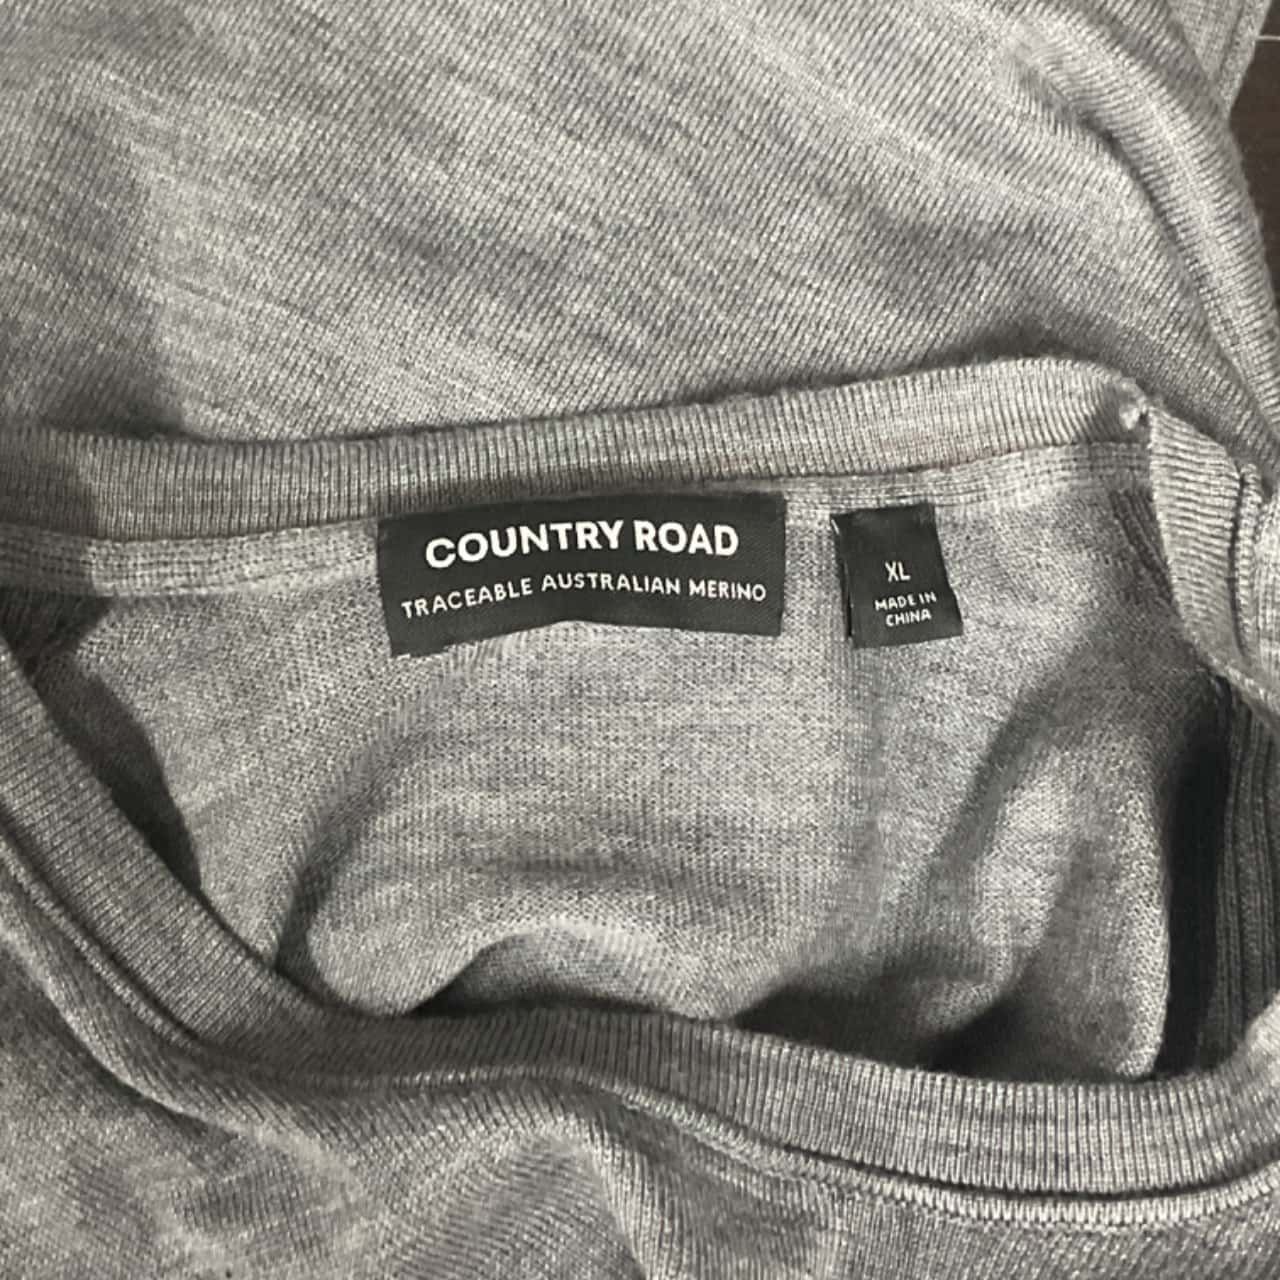 COUNTRY ROAD
TRACEABLE AUSTRALIAN MERINO
XL
MADE IN
CHINA